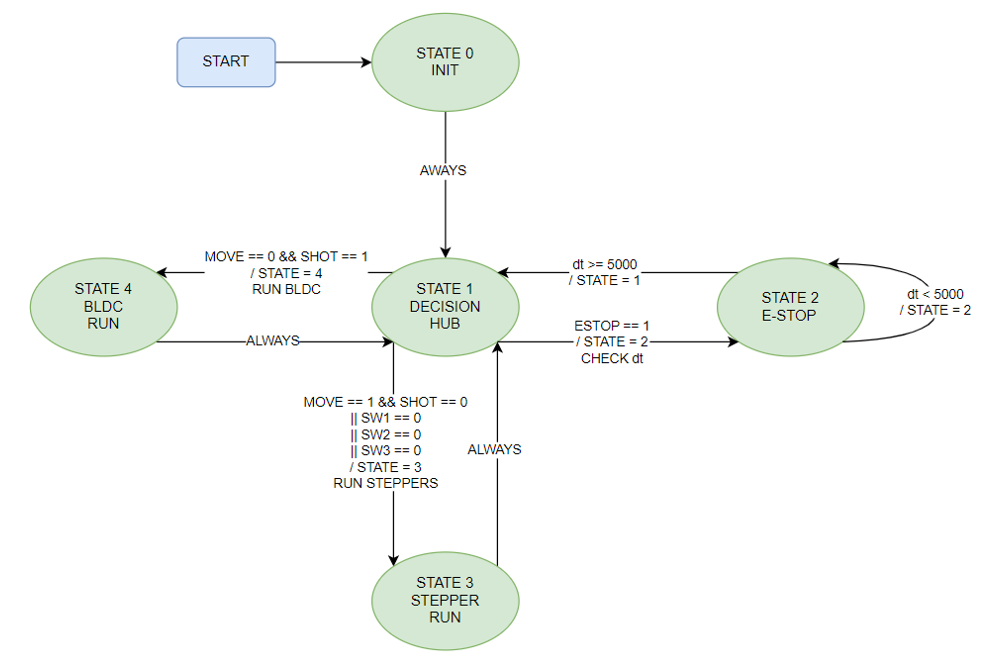 START
STATE 0
INIT
AWAYS
MOVE == 0 && SHOT == 1
/ STATE = 4
RUN BLDC
dt >= 5000
/ STATE = 1
STATE 4
BLDC
RUN
STATE 1
DECISION
HUB
STATE 2
E-STOP
dt < 5000
/ STATE = 2
ALWAYS
ESTOP == 1
/ STATE = 2
CHECK dt
MOVE == 1 && SHOT == 0
|| SW1 == 0
|| SW2 == 0
|| SW3 == 0
/ STATE = 3
RUN STEPPERS
ALWAYS
STATE 3
STEPPER
RUN